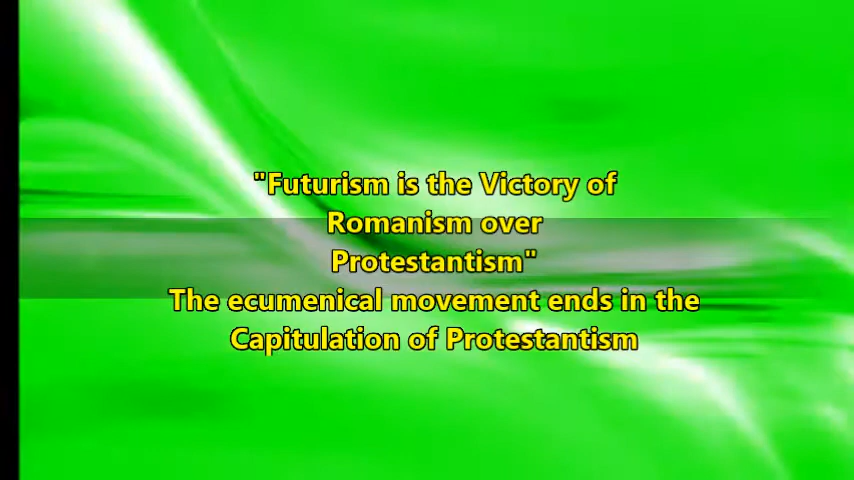 "Futurism is the Victory of
Romanism over
Protestantism"
The ecumenical movement ends in the
Capitulation of Protestantism